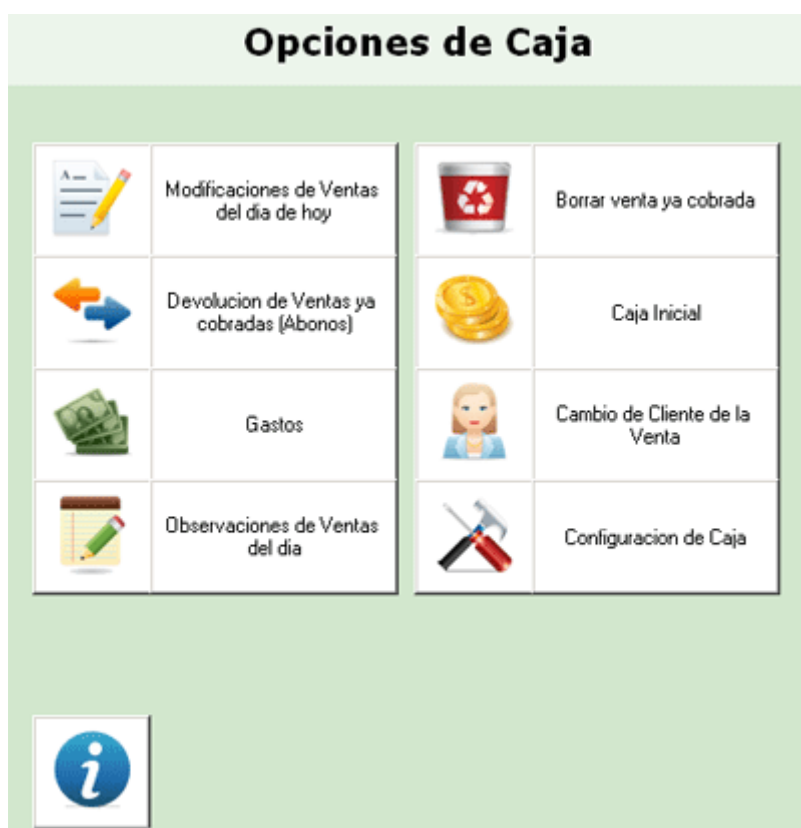 Opciones de Caja
Modificaciones de Ventas
del dia de hoy
Borrar venta ya cobrada
Devolucion de Ventas ya
cobradas (Abonos)
Caja Inicial
Gastos
Cambio de Cliente de la
Venta
Observaciones de Ventas
del dia
Configuracion de Caja